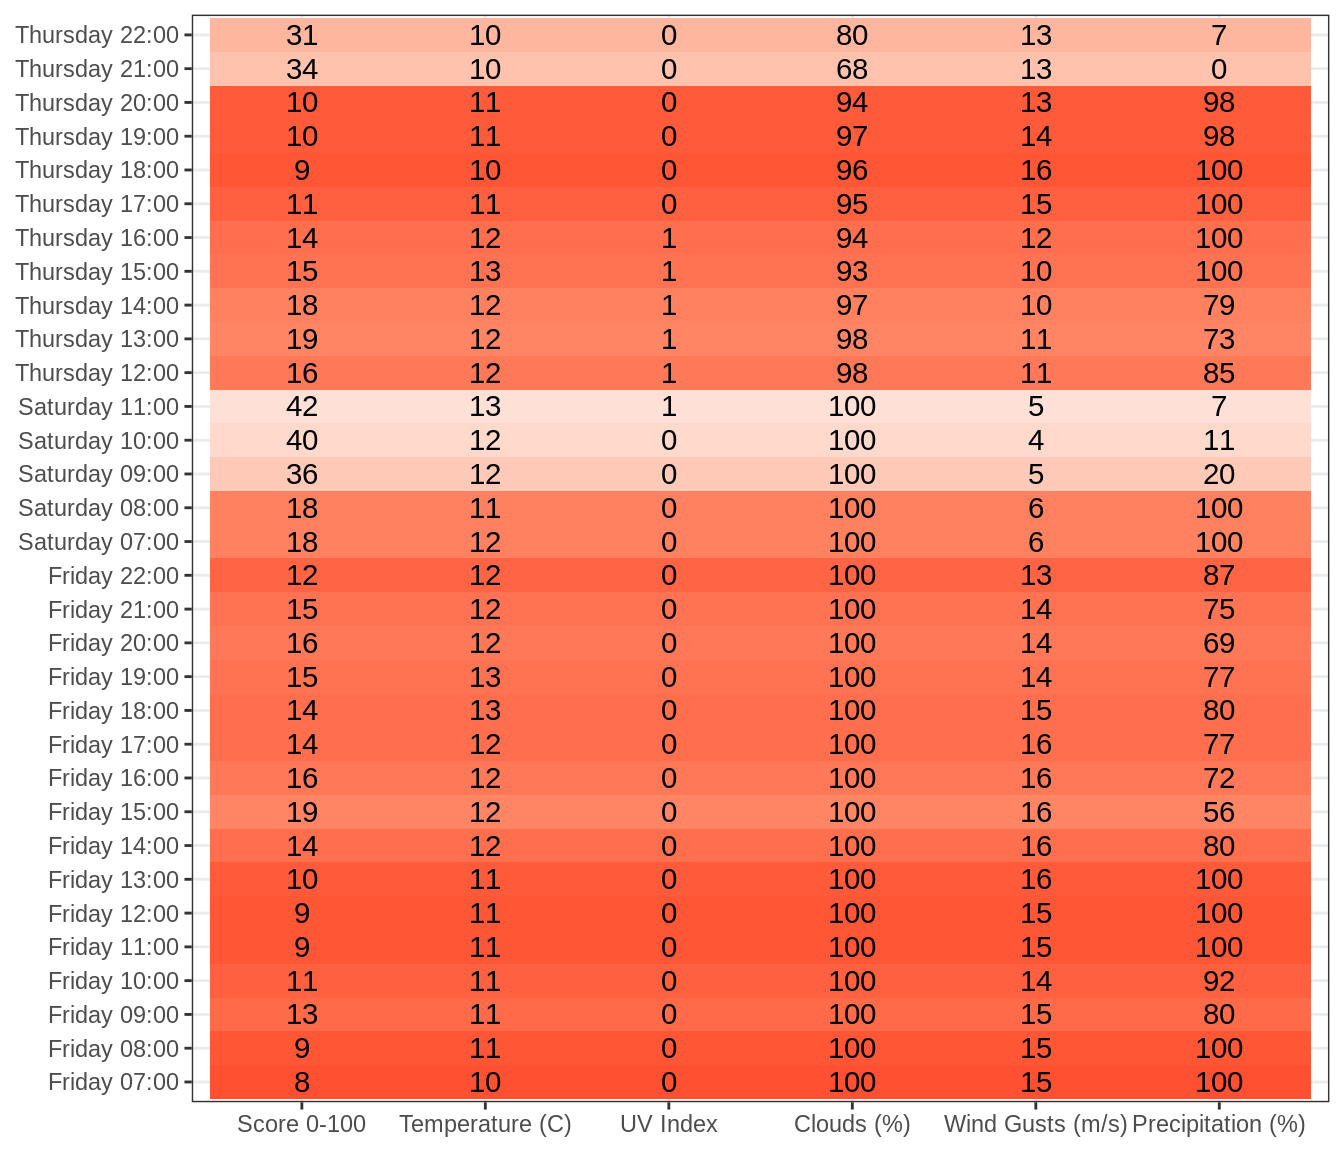 Thursday 22:00 31 10 0 80 13 7
Thursday 21:00 34 10 0 68 13 0
Thursday 20:00 10 11 0 94 13 98
Thursday 19:00 10 11 0 97 14 98
Thursday 18:00 9 10 0 96 16 100
Thursday 17:00 11 11 0 95 15 100
Thursday 16:00 14 12 1 94 12 100
Thursday 15:00 15 13 1 93 10 100
Thursday 14:00 18 12 1 97 10 79
Thursday 13:00 19 12 1 98 11 73
Thursday 12:00 16 12 1 98 11 85
Saturday 11:00 42 13 1 100 5 7
Saturday 10:00 40 12 0 100 4 11
Saturday 09:00 36 12 0 100 5 20
Saturday 08:00 18 11 0 100 6 100
Saturday 07:00 18 12 0 100 6 100
Friday 22:00 12 12 0 100 13 87
Friday 21:00 15 12 0 100 14 75
Friday 20:00 16 12 0 100 14 69
Friday 19:00 15 13 0 100 14 77
Friday 18:00 14 13 0 100 15 80
Friday 17:00 14 12 0 100 16 77
Friday 16:00 16 12 0 100 16 72
Friday 15:00 19 12 0 100 16 56
Friday 14:00 14 12 0 100 16 80
Friday 13:00 10 11 0 100 16 100
Friday 12:00 9 11 0 100 15 100
Friday 11:00 9 11 0 100 15 100
Friday 10:00 11 11 0 100 14 92
Friday 09:00 13 11 0 100 15 80
Friday 08:00 9 11 0 100 15 100
Friday 07:00 8 10 0 100 15 100
Score 0-100 Temperature (C) UV Index Clouds (%) Wind Gusts (m/s) Precipitation (%)